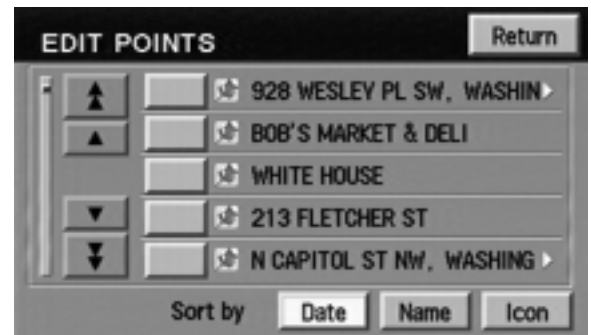 EDIT POINTS Return
928 WESLEY PL SW, WASHIN
BOB'S MARKET & DELI
WHITE HOUSE
213 FLETCHER ST
N CAPITOL ST NW, WASHING
Sort by Date Name Icon